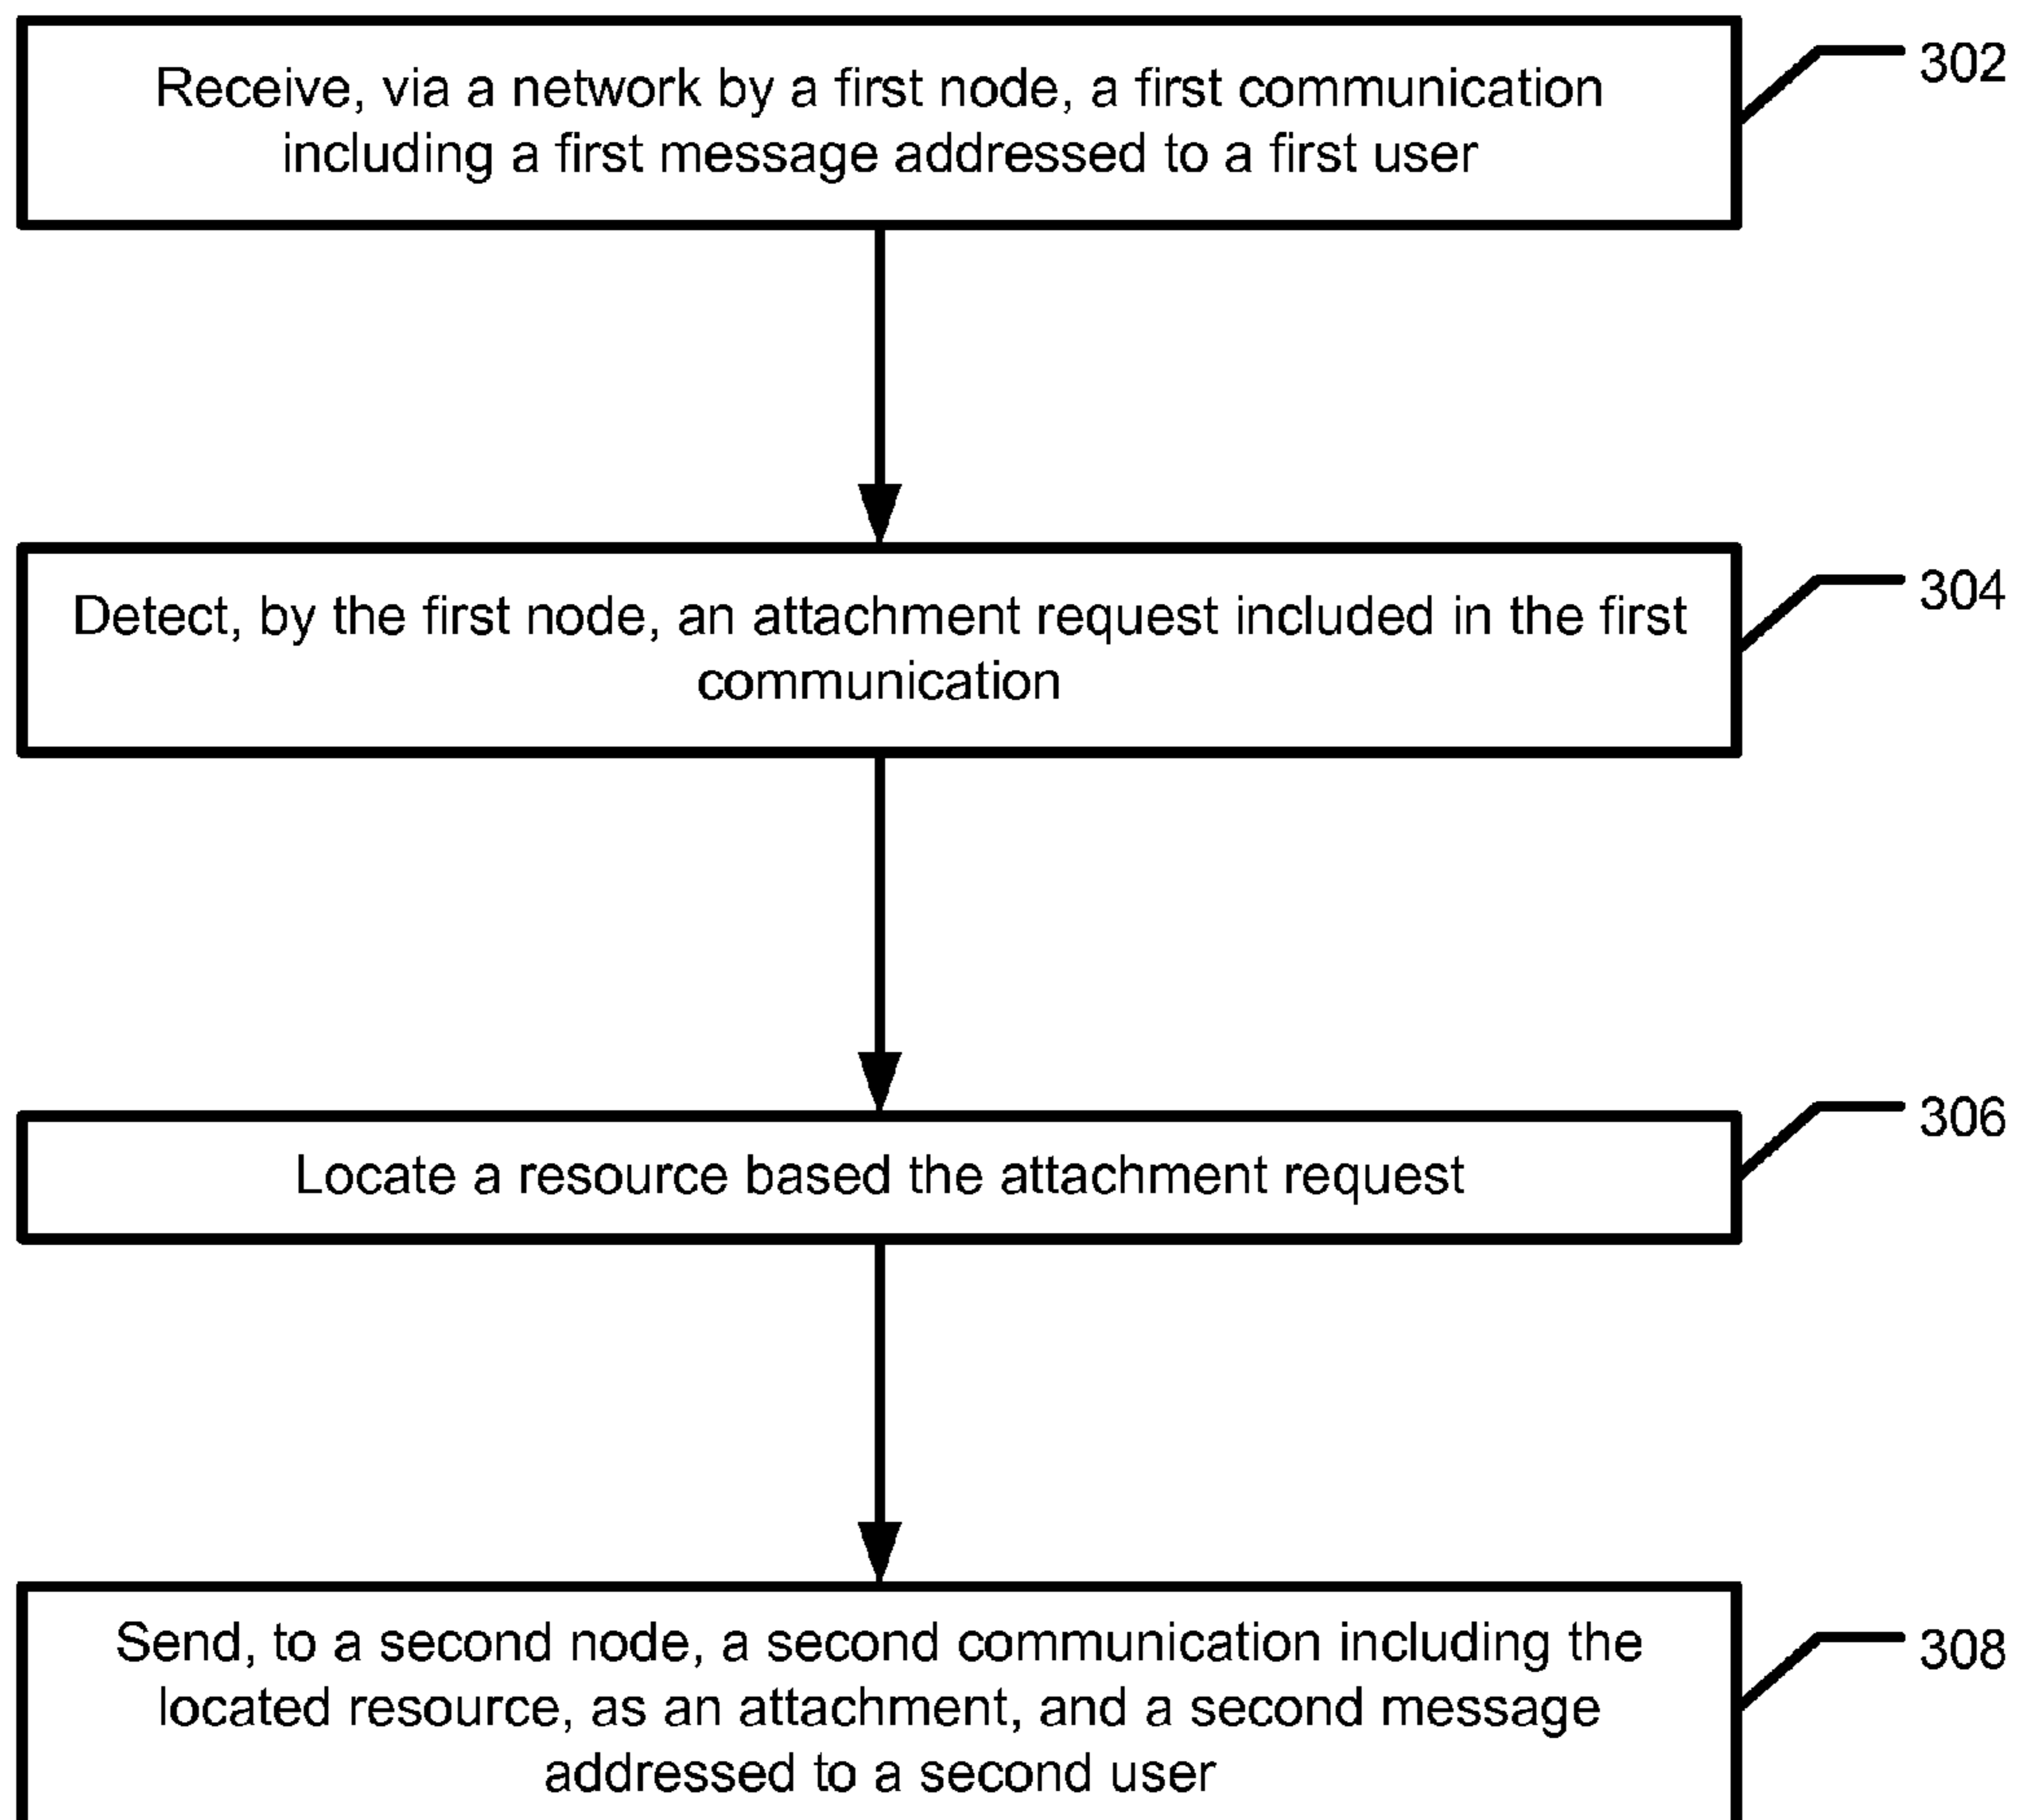 Receive, via a network by a first node, a first communication
including a first message addressed to a first user
302
Detect, by the first node, an attachment request included in the first
communication
304
Locate a resource based the attachment request
306
Send, to a second node, a second communication including the
located resource, as an attachment, and a second message
addressed to a second user
308